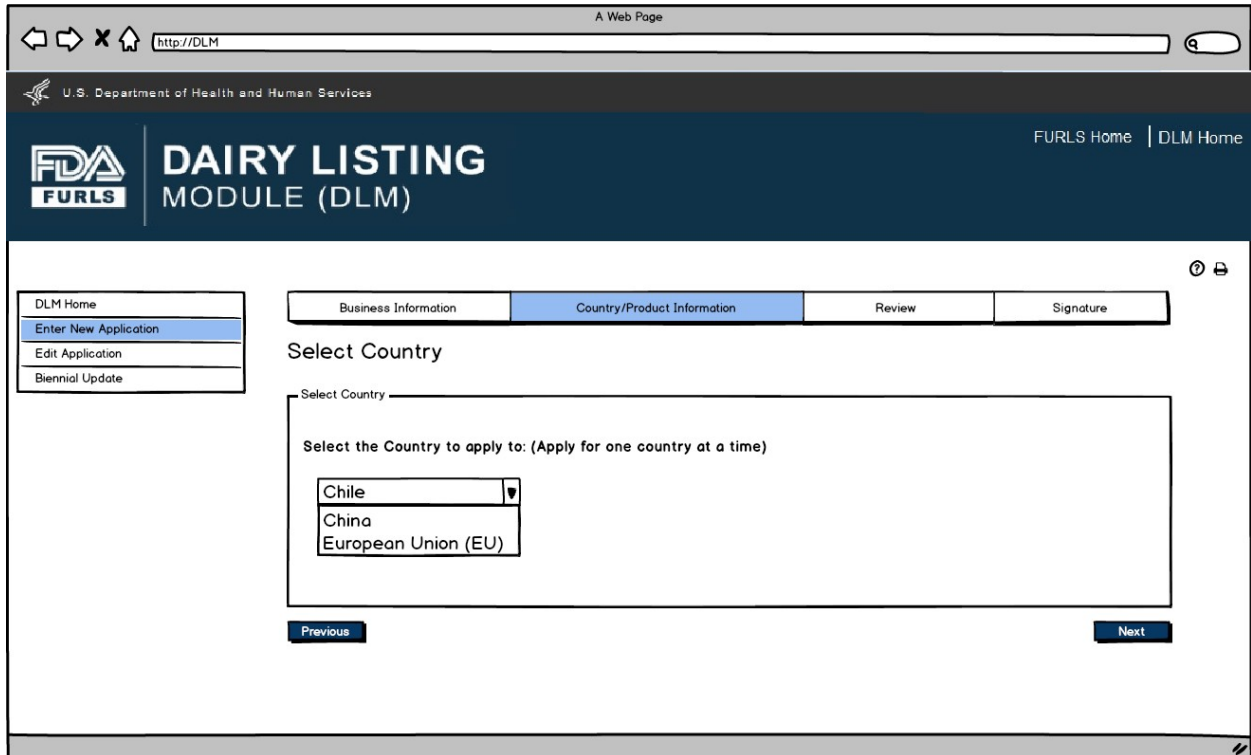 A Web Page
http://DLM
U.S. Department of Health and Human Services
FURLS Home | DLM Home
FDA
FURLS
DAIRY LISTING
MODULE (DLM)
DLM Home
Enter New Application
Edit Application
Biennial Update
Business Information
Country/Product Information
Review
Signature
Select Country
Select Country
Select the Country to apply to: (Apply for one country at a time)
Chile
China
European Union (EU)
Previous
Next